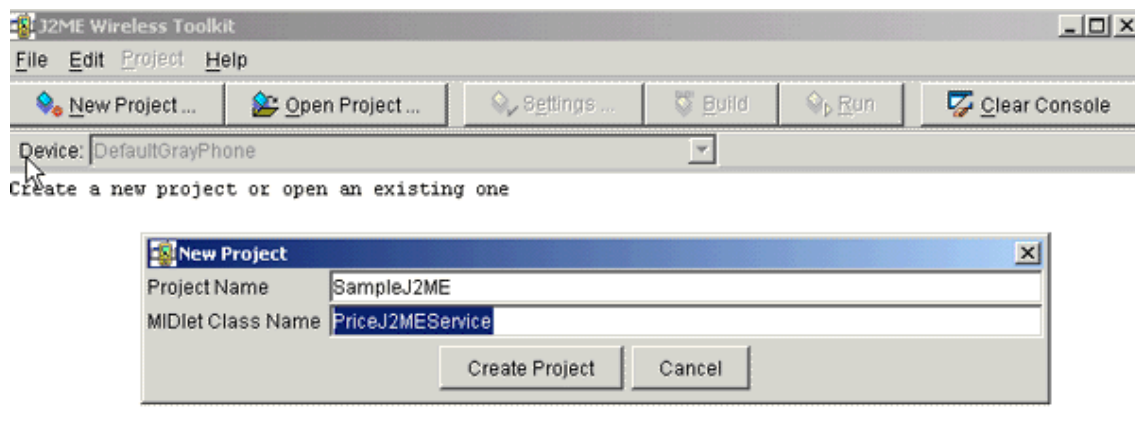 J2ME Wireless Toolkit
File Edit Project Help
New Project ... Open Project ... Settings ... Build Run Clear Console
Device: DefaultGrayPhone
Create a new project or open an existing one
New Project
Project Name SampleJ2ME
MIDlet Class Name PriceJ2MEService
Create Project Cancel